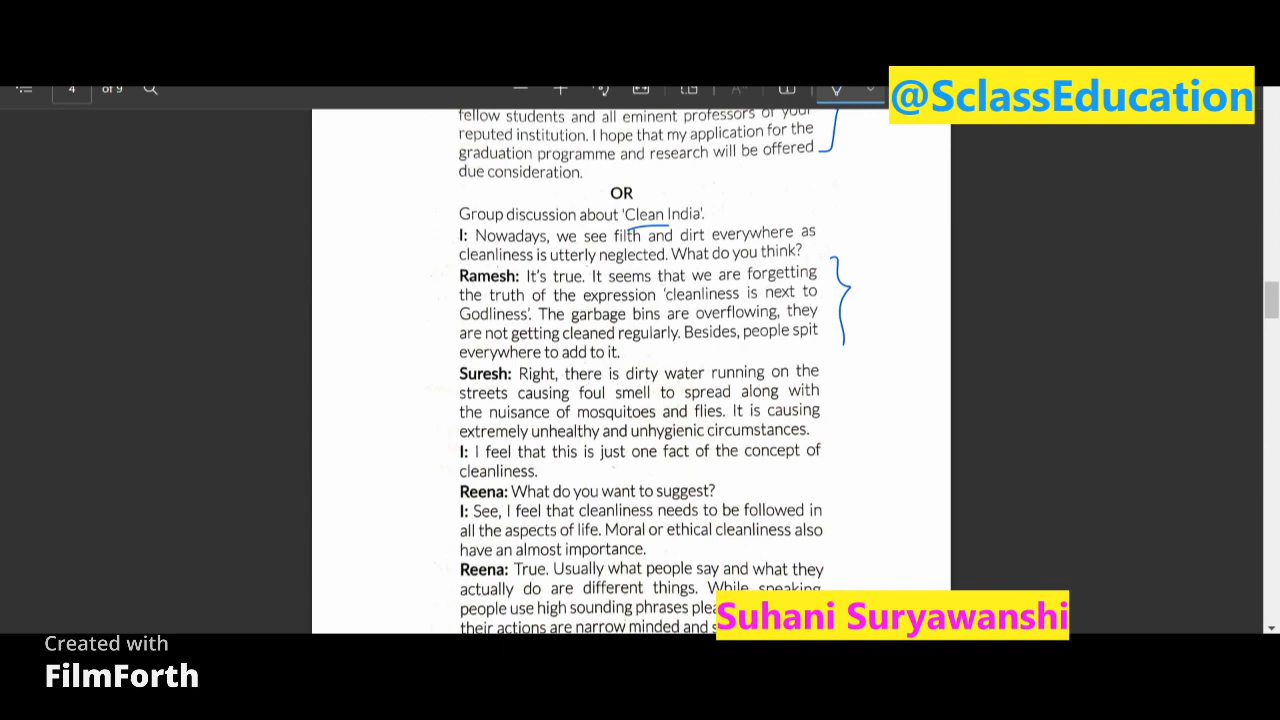 4 of 9
@SclassEducation
fellow students and all eminent professors of your
reputed institution. I hope that my application for the
graduation programme and research will be offered
due consideration.
OR
Group discussion about 'Clean India'.
I: Nowadays, we see filth and dirt everywhere as
cleanliness is utterly neglected. What do you think?
Ramesh: It's true. It seems that we are forgetting
the truth of the expression 'cleanliness is next to
Godliness'. The garbage bins are overflowing, they
are not getting cleaned regularly. Besides, people spit
everywhere to add to it.
Suresh: Right, there is dirty water running on the
streets causing foul smell to spread along with
the nuisance of mosquitoes and flies. It is causing
extremely unhealthy and unhygienic circumstances.
I: I feel that this is just one fact of the concept of
cleanliness.
Reena: What do you want to suggest?
I: See, I feel that cleanliness needs to be followed in
all the aspects of life. Moral or ethical cleanliness also
have an almost importance.
Reena: True. Usually what people say and what they
actually do are different things. While speaking
people use high sounding phrases
their actions are narrow minded and
Suhani Suryawanshi
Created with
FilmForth